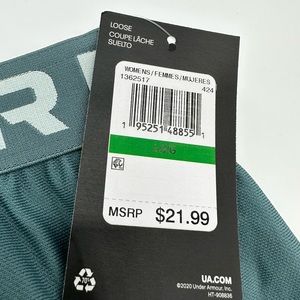 LOOSE
COUPE LÂCHE
SUELTO
WOMENS/FEMMES/MUJERES
1362517
424
1 95251 48855 1
MSRP $21.99
UA.COM
©2020 Under Armour, Inc.
HT-908836
R